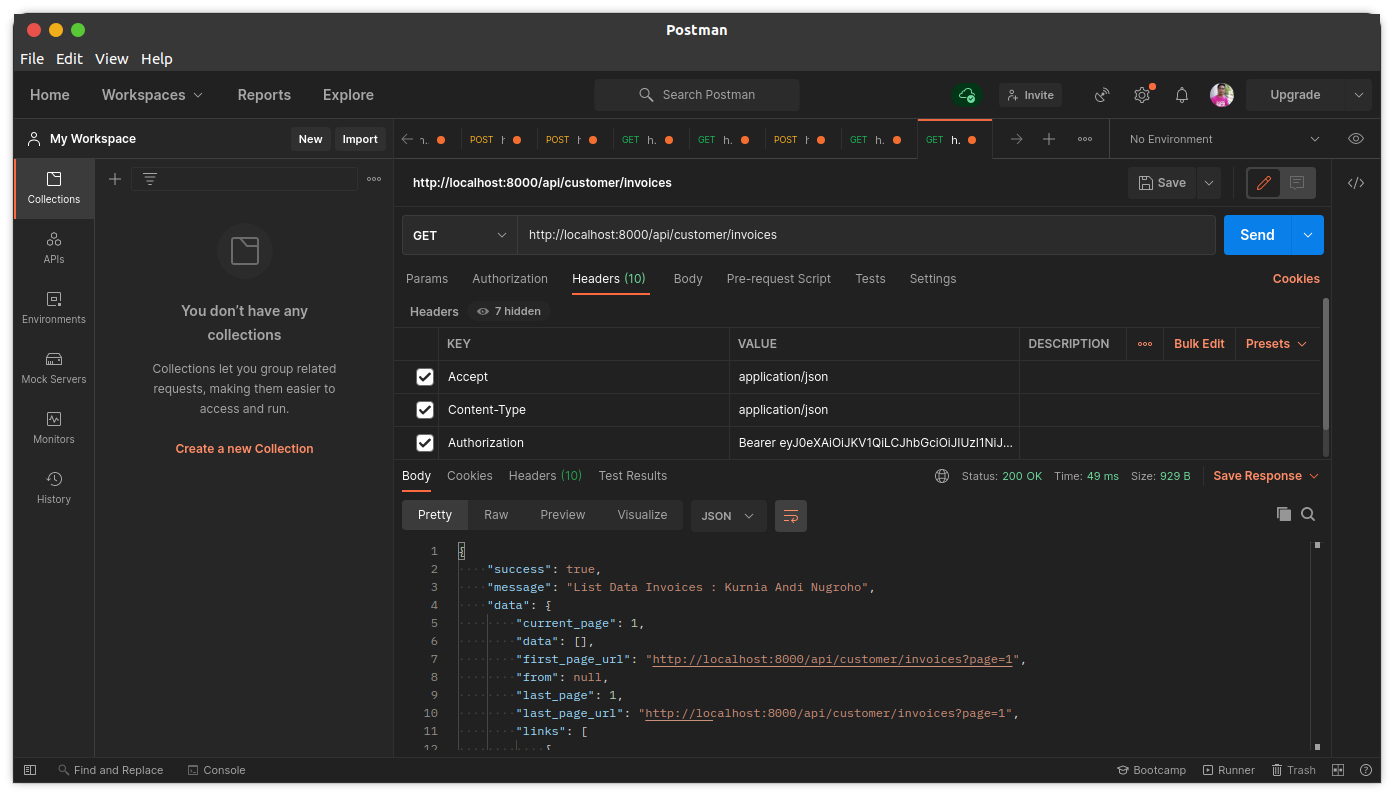 Postman
File Edit View Help
Home Workspaces Reports Explore Search Postman Invite Upgrade
My Workspace New Import
n.. POST h POST h GET h. GET h. POST h GET h. GET h. No Environment
Collections
APIs
Environments
Mock Servers
Monitors
History
You don't have any
collections
Collections let you group related
requests, making them easier to
access and run.
Create a new Collection
http://localhost:8000/api/customer/invoices Save
GET http://localhost:8000/api/customer/invoices Send
Params Authorization Headers (10) Body Pre-request Script Tests Settings Cookies
Headers 7 hidden
KEY VALUE DESCRIPTION Bulk Edit Presets
Accept application/json
Content-Type application/json
Authorization Bearer eyJ0eXAiOiJKV1QiLCJhbGciOiJIUzI1NiJ...
Body Cookies Headers (10) Test Results Status: 200 OK Time: 49 ms Size: 929 B Save Response
Pretty Raw Preview Visualize JSON
1 {
2 "success": true,
3 "message": "List Data Invoices : Kurnia Andi Nugroho",
4 "data": {
5 "current_page": 1,
6 "data": [],
7 "first_page_url": "http://localhost:8000/api/customer/invoices?page=1",
8 "from": null,
9 "last_page": 1,
10 "last_page_url": "http://localhost:8000/api/customer/invoices?page=1",
11 "links": [
12 {
Find and Replace Console Bootcamp Runner Trash